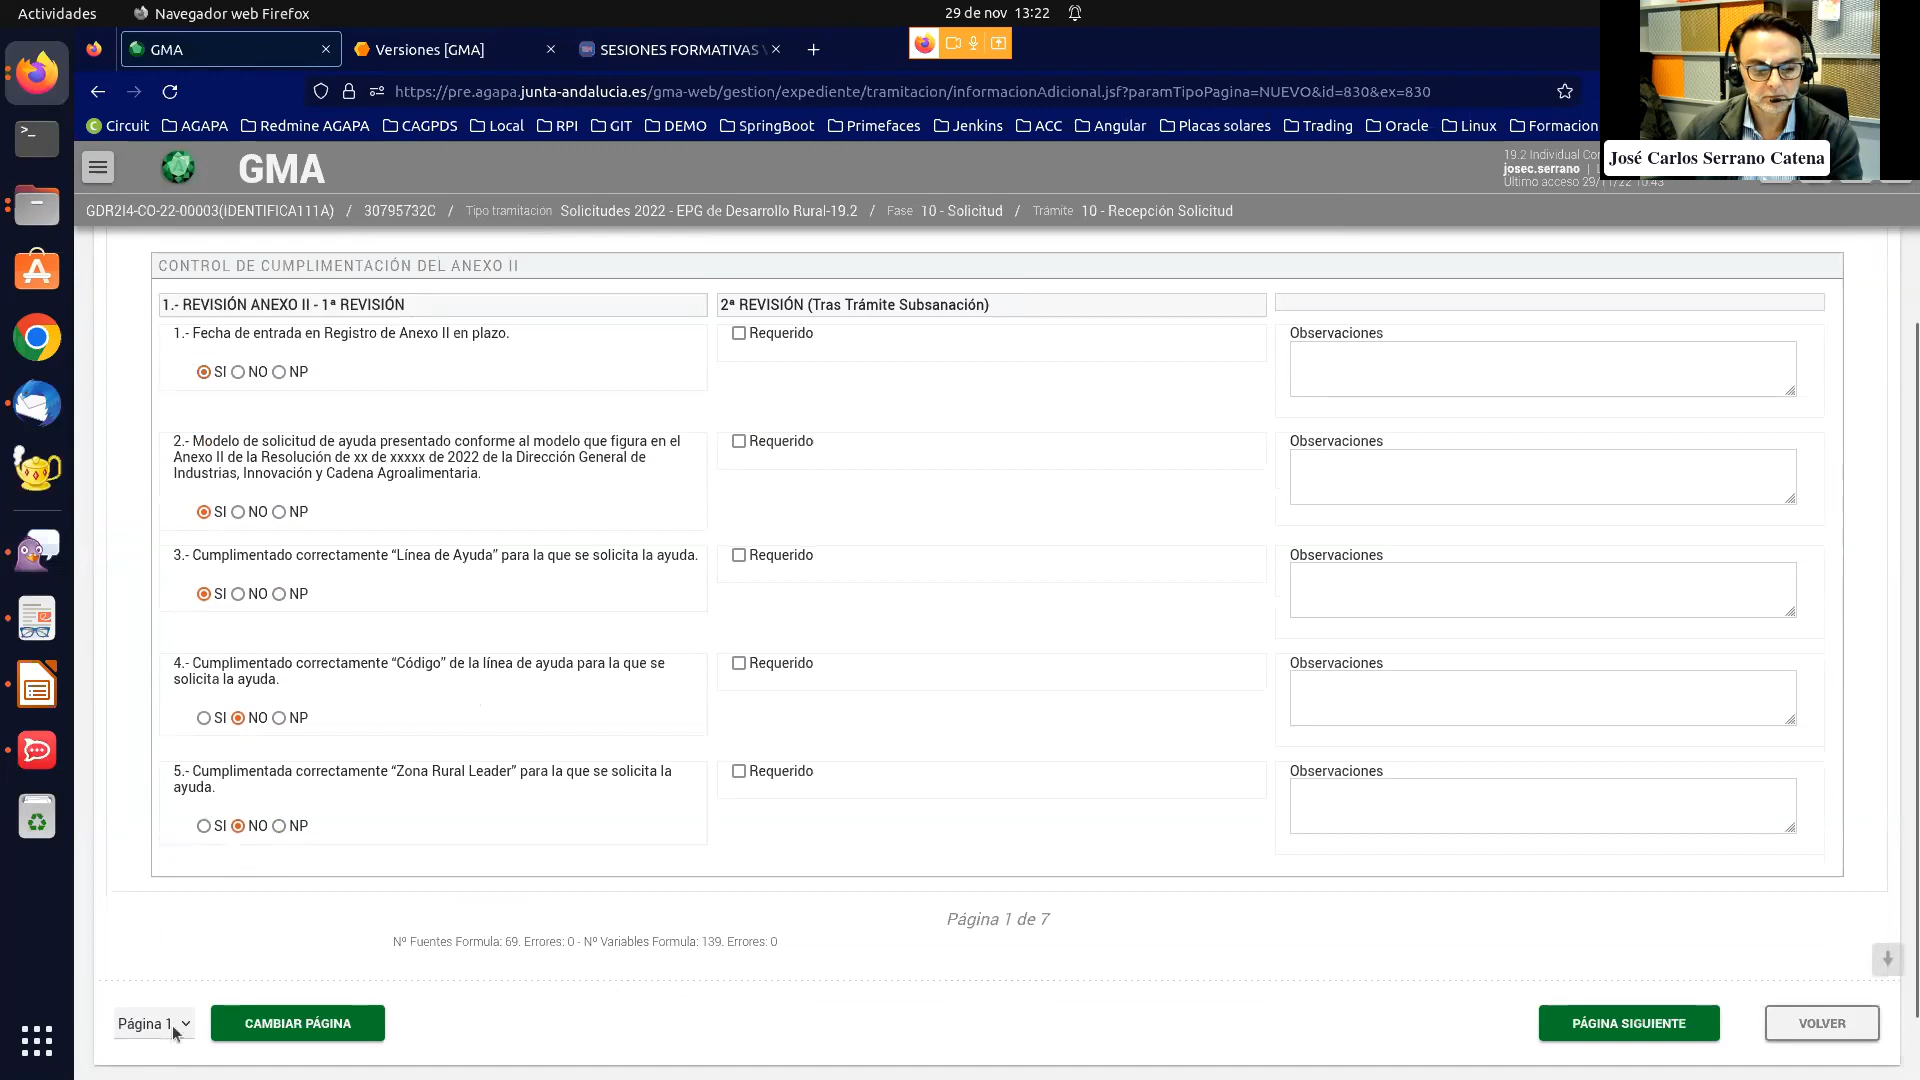 Actividades
Navegador web Firefox
29 de nov 13:22
GMA
Versiones [GMA]
SESIONES FORMATIVAS
https://pre.agapa.junta-andalucia.es/gma-web/gestion/expediente/tramitacion/informacionAdicional.jsf?paramTipoPagina=NUEVO&id=830&ex=830
Circuit
AGAPA
Redmine AGAPA
CAGPDS
Local
RPI
GIT
DEMO
SpringBoot
Primefaces
Jenkins
ACC
Angular
Placas solares
Trading
Oracle
Linux
Formacion
GMA
19.2 Individual
josec.serrano
Último acceso 29/11/22 10:43
José Carlos Serrano Catena
GDR2I4-CO-22-00003(IDENTIFICA111A) / 30795732C / Tipo tramitación Solicitudes 2022 - EPG de Desarrollo Rural-19.2 / Fase 10 - Solicitud / Trámite 10 - Recepción Solicitud
CONTROL DE CUMPLIMENTACIÓN DEL ANEXO II
1.- REVISIÓN ANEXO II - 1ª REVISIÓN
2ª REVISIÓN (Tras Trámite Subsanación)
1.- Fecha de entrada en Registro de Anexo II en plazo.
Requerido
Observaciones
SI NO NP
2.- Modelo de solicitud de ayuda presentado conforme al modelo que figura en el
Anexo II de la Resolución de xx de xxxxx de 2022 de la Dirección General de
Industrias, Innovación y Cadena Agroalimentaria.
Requerido
Observaciones
SI NO NP
3.- Cumplimentado correctamente “Línea de Ayuda” para la que se solicita la ayuda.
Requerido
Observaciones
SI NO NP
4.- Cumplimentado correctamente “Código” de la línea de ayuda para la que se
solicita la ayuda.
Requerido
Observaciones
SI NO NP
5.- Cumplimentada correctamente “Zona Rural Leader” para la que se solicita la
ayuda.
Requerido
Observaciones
SI NO NP
Página 1 de 7
Nº Fuentes Formula: 69. Errores: 0 - Nº Variables Formula: 139. Errores: 0
Página 1
CAMBIAR PÁGINA
PÁGINA SIGUIENTE
VOLVER